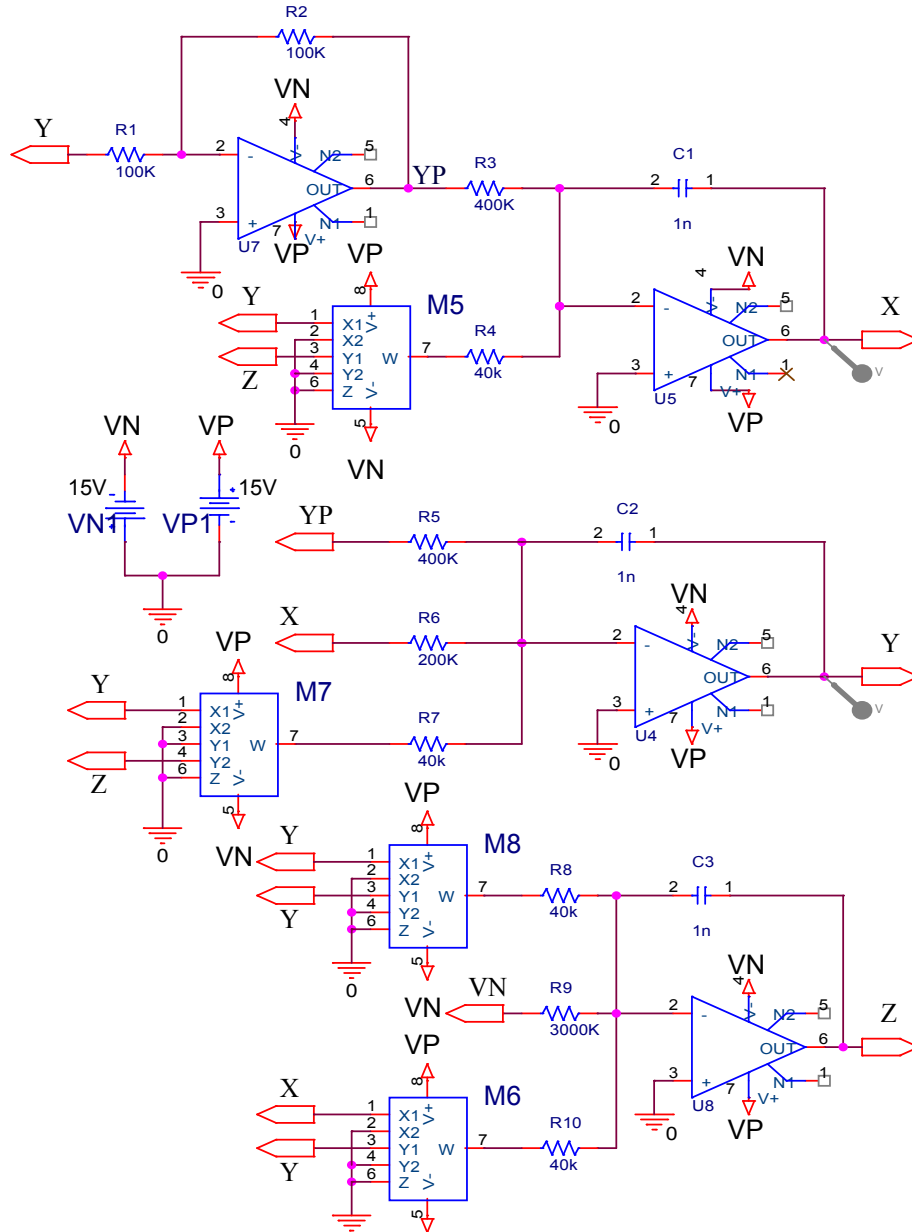 R2
100K
VN
Y
R1
100K
4
V-
N2
5
2
-
OUT
6
YP
R3
400K
C1
2
1
1n
3
+
N1
1
7
V+
U7
VP
0
VP
8
M5
Y
Z
1
X1
V+
2
X2
3
Y1
W
7
4
Y2
6
Z
V-
5
R4
40k
VN
0
VN
4
V-
N2
5
2
-
OUT
6
X
3
+
N1
1
7
V+
U5
VP
0
V
VN
VP
15V
-
+
VN1
VP1
+
15V
-
0
YP
R5
400K
C2
2
1
1n
X
R6
200K
VN
4
V-
N2
5
2
-
OUT
6
Y
3
+
N1
1
7
V+
U4
VP
0
V
VP
8
M7
Y
Z
1
X1
V+
2
X2
3
Y1
W
7
4
Y2
6
Z
V-
5
R7
40k
0
VN
VP
8
M8
Y
Y
1
X1
V+
2
X2
3
Y1
W
7
4
Y2
6
Z
V-
5
R8
40k
C3
2
1
1n
0
VN
VN
R9
3000K
VN
4
V-
N2
5
2
-
OUT
6
Z
3
+
N1
1
7
V+
U8
VP
0
VP
8
M6
X
Y
1
X1
V+
2
X2
3
Y1
W
7
4
Y2
6
Z
V-
5
R10
40k
0